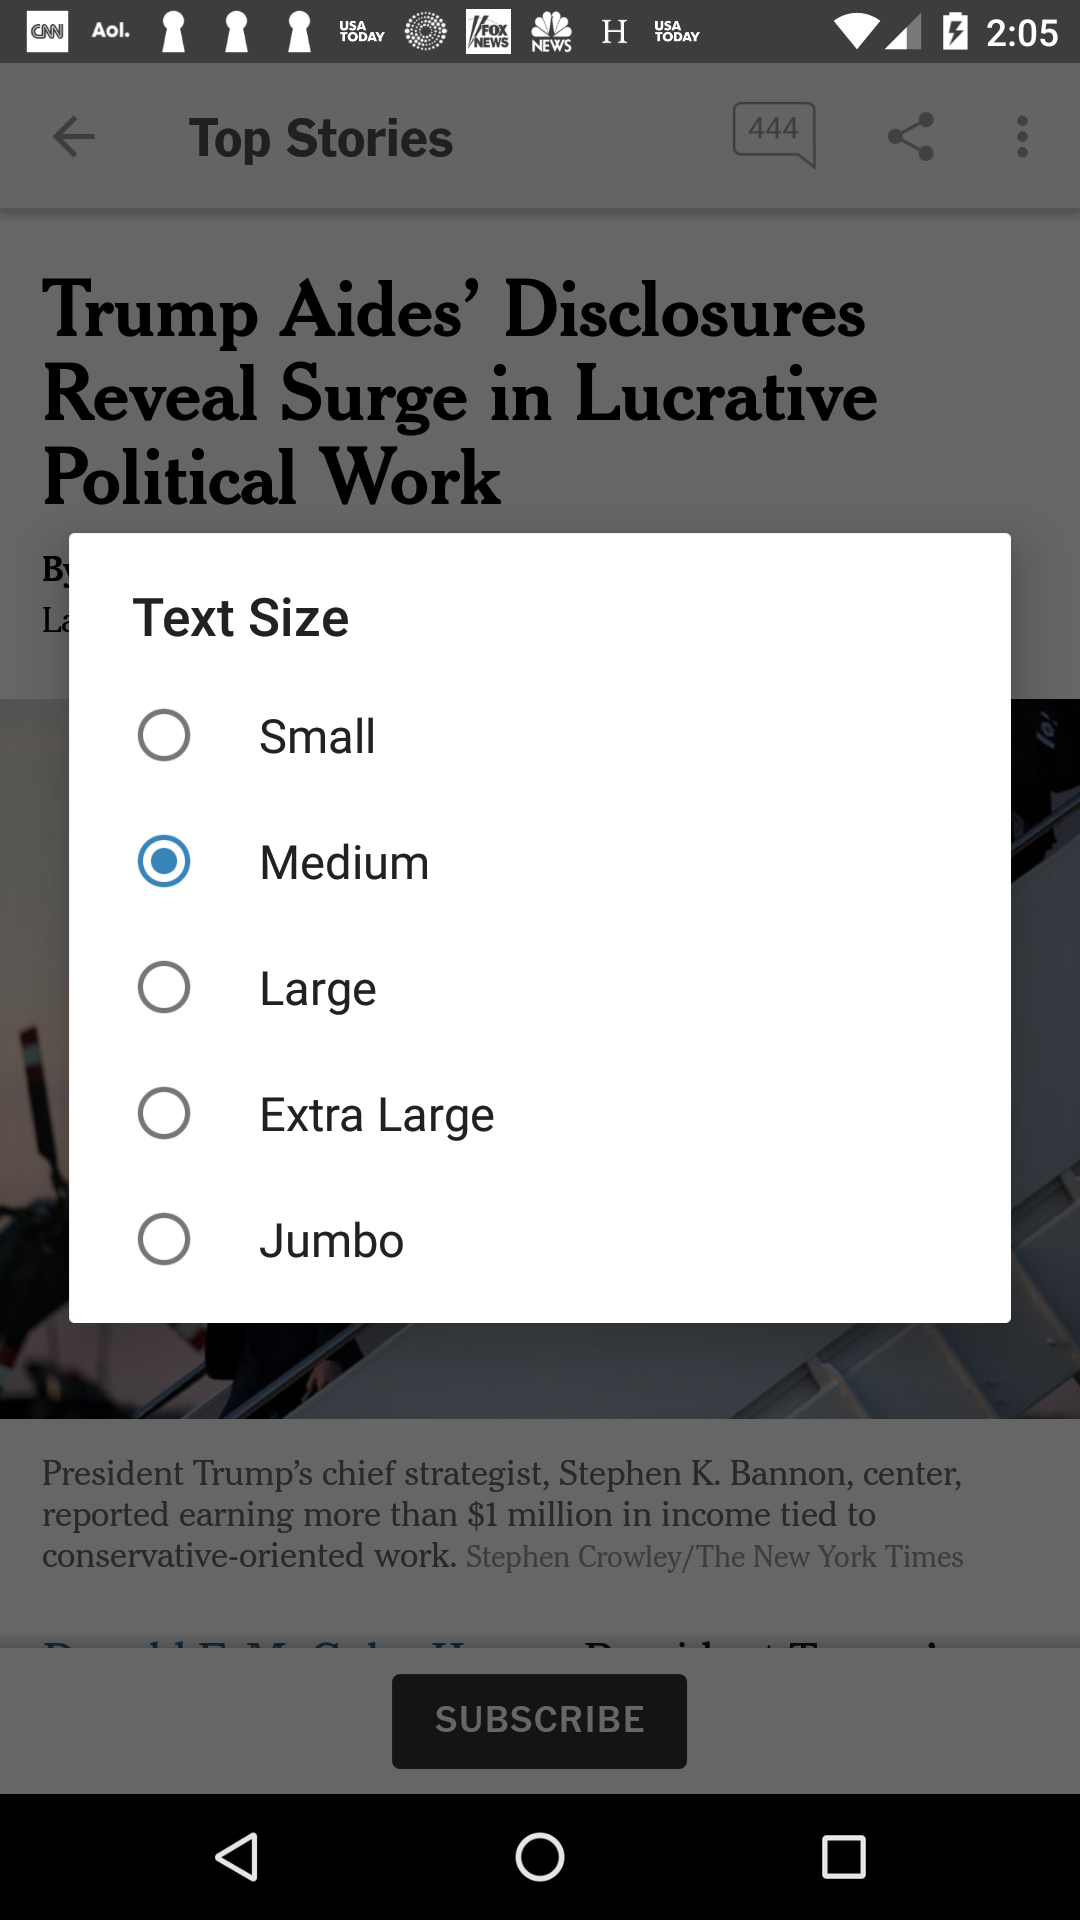 CNN Aol. USA TODAY FOX NEWS NBC NEWS H USA TODAY 2:05
Top Stories 444
Trump Aides’ Disclosures
Reveal Surge in Lucrative
Political Work
By
La
Text Size
Small
Medium
Large
Extra Large
Jumbo
President Trump’s chief strategist, Stephen K. Bannon, center,
reported earning more than $1 million in income tied to
conservative-oriented work. Stephen Crowley/The New York Times
SUBSCRIBE